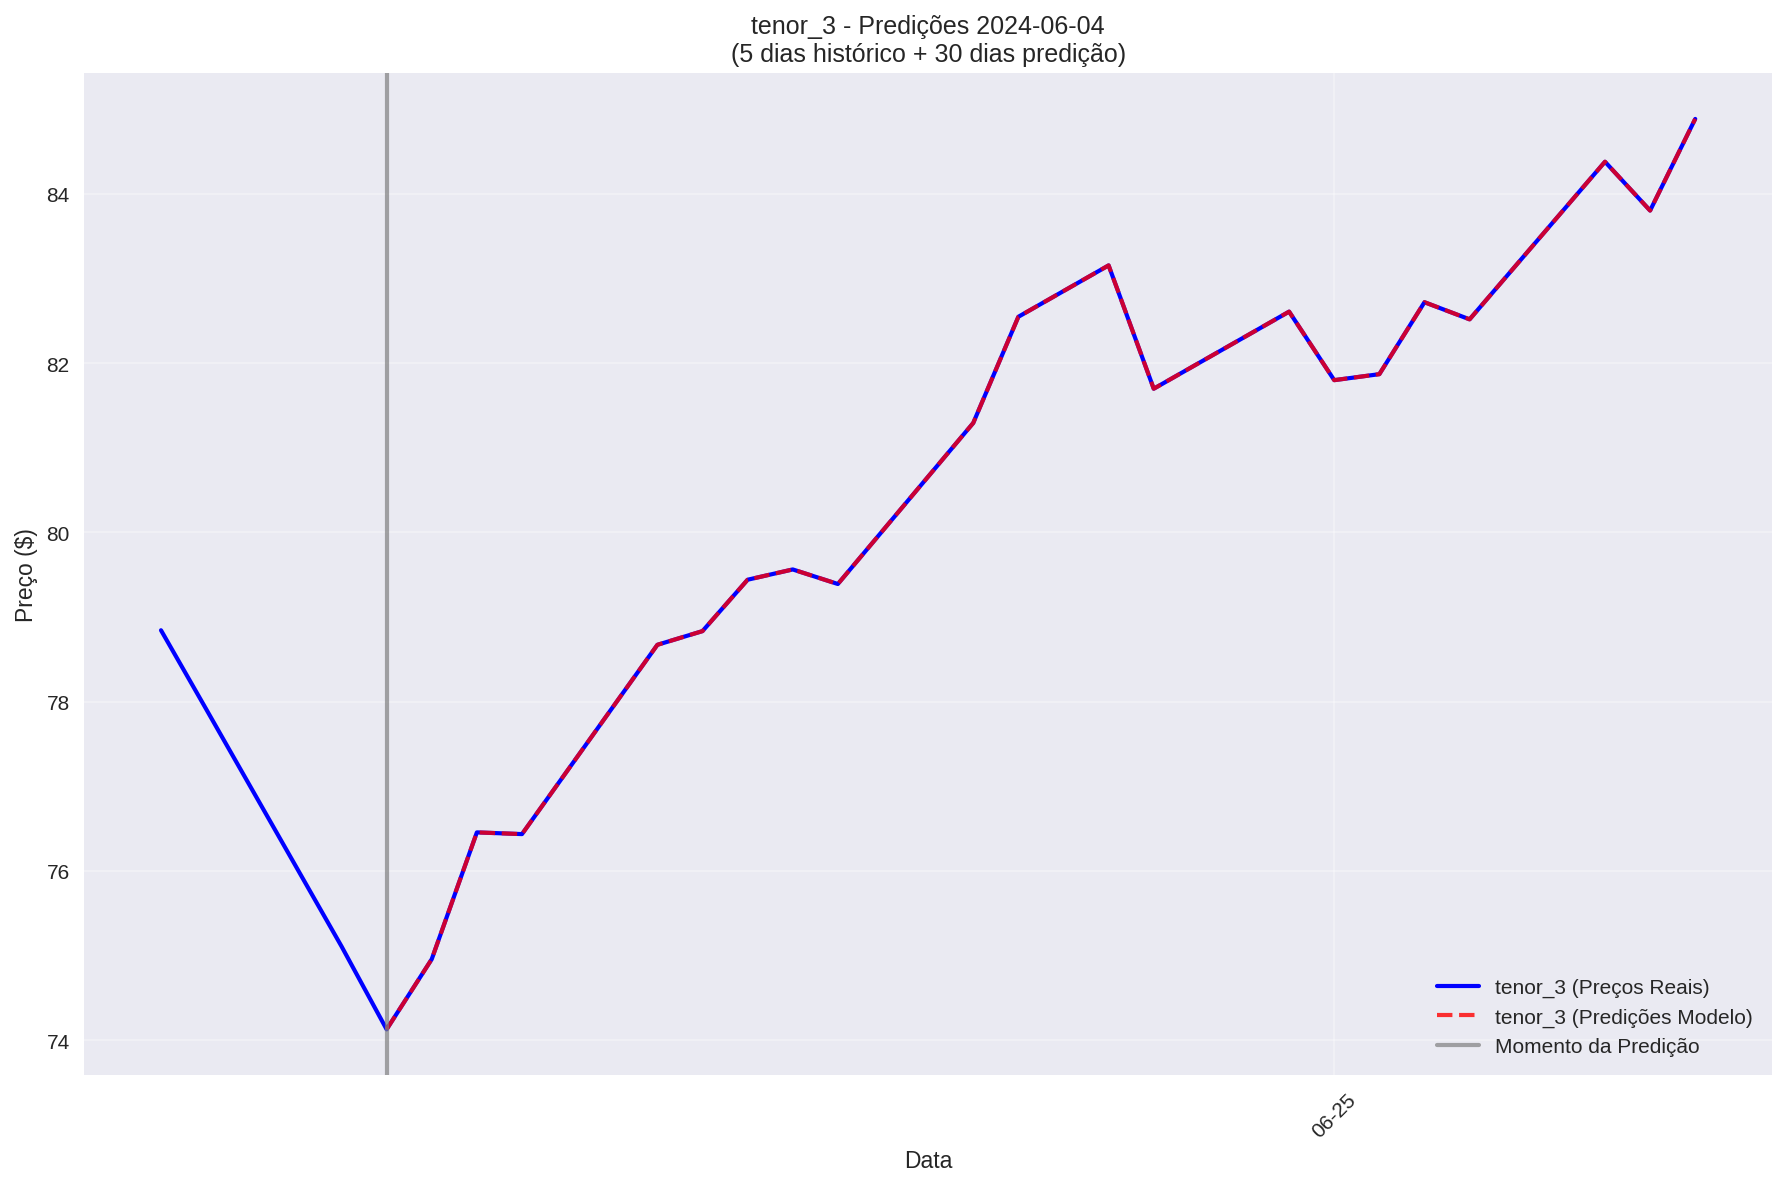 tenor_3 - Predições 2024-06-04
(5 dias histórico + 30 dias predição)
Preço ($)
84
82
80
78
76
74
tenor_3 (Preços Reais)
tenor_3 (Predições Modelo)
Momento da Predição
06-25
Data